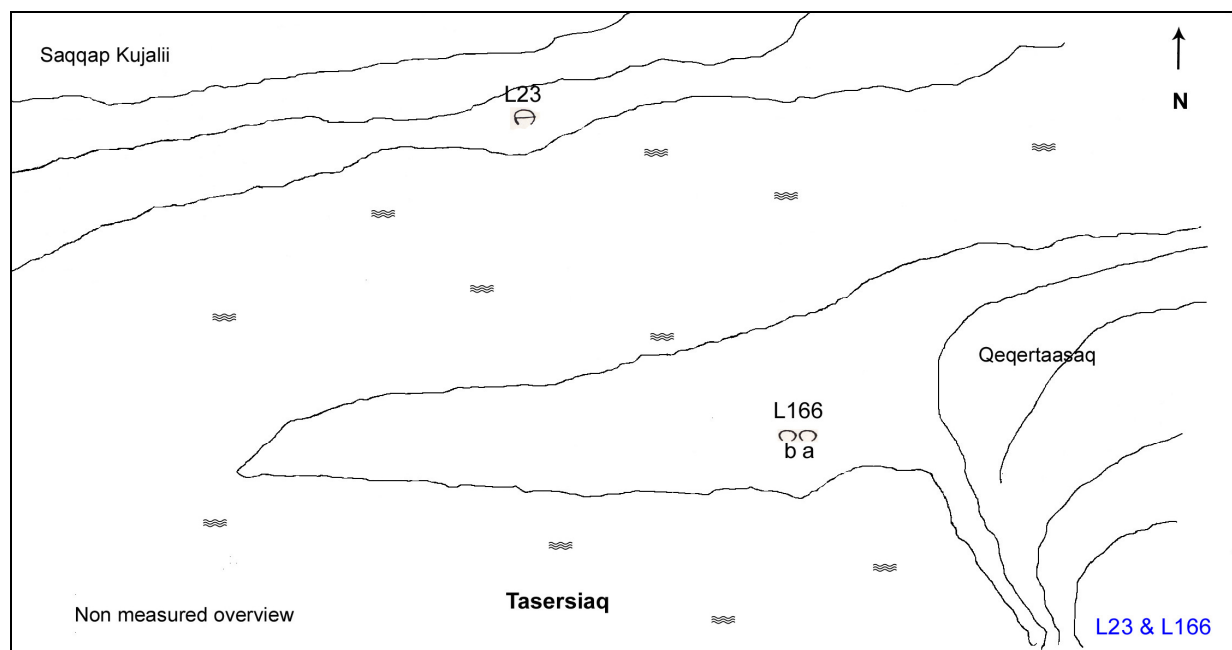 Saqqap Kujalii
L23
N
Qeqertaasaq
L166
b a
Tasersiaq
Non measured overview
L23 & L166